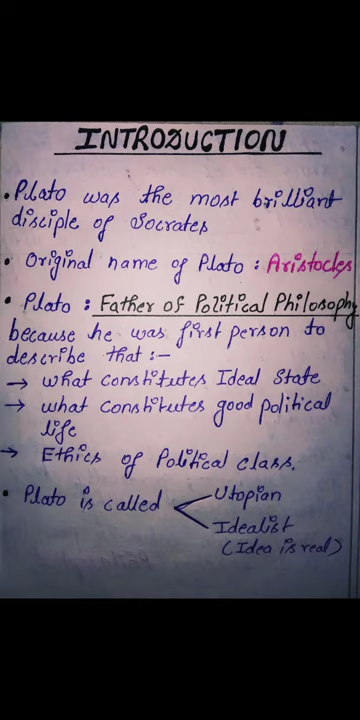 INTRODUCTION
• Plato was the most brilliant
disciple of Socrates
• Original name of Plato : Aristocles
• Plato : Father of Political Philosophy
because he was first person to
describe that :-
→ what constitutes Ideal State
→ what constitutes good political
life
→ Ethics of Political class.
• Plato is called < Utopian
Idealist
(Idea is real)